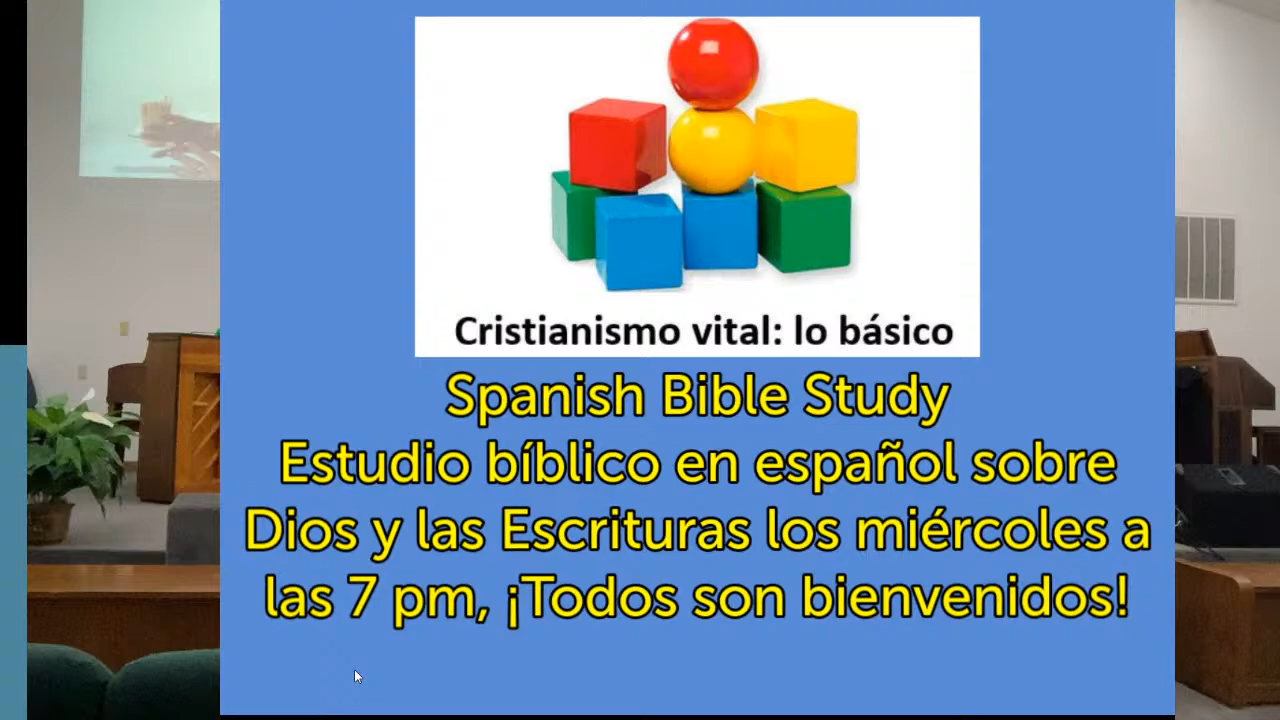 Cristianismo vital: lo básico
Spanish Bible Study
Estudio bíblico en español sobre
Dios y las Escrituras los miércoles a
las 7 pm, ¡Todos son bienvenidos!